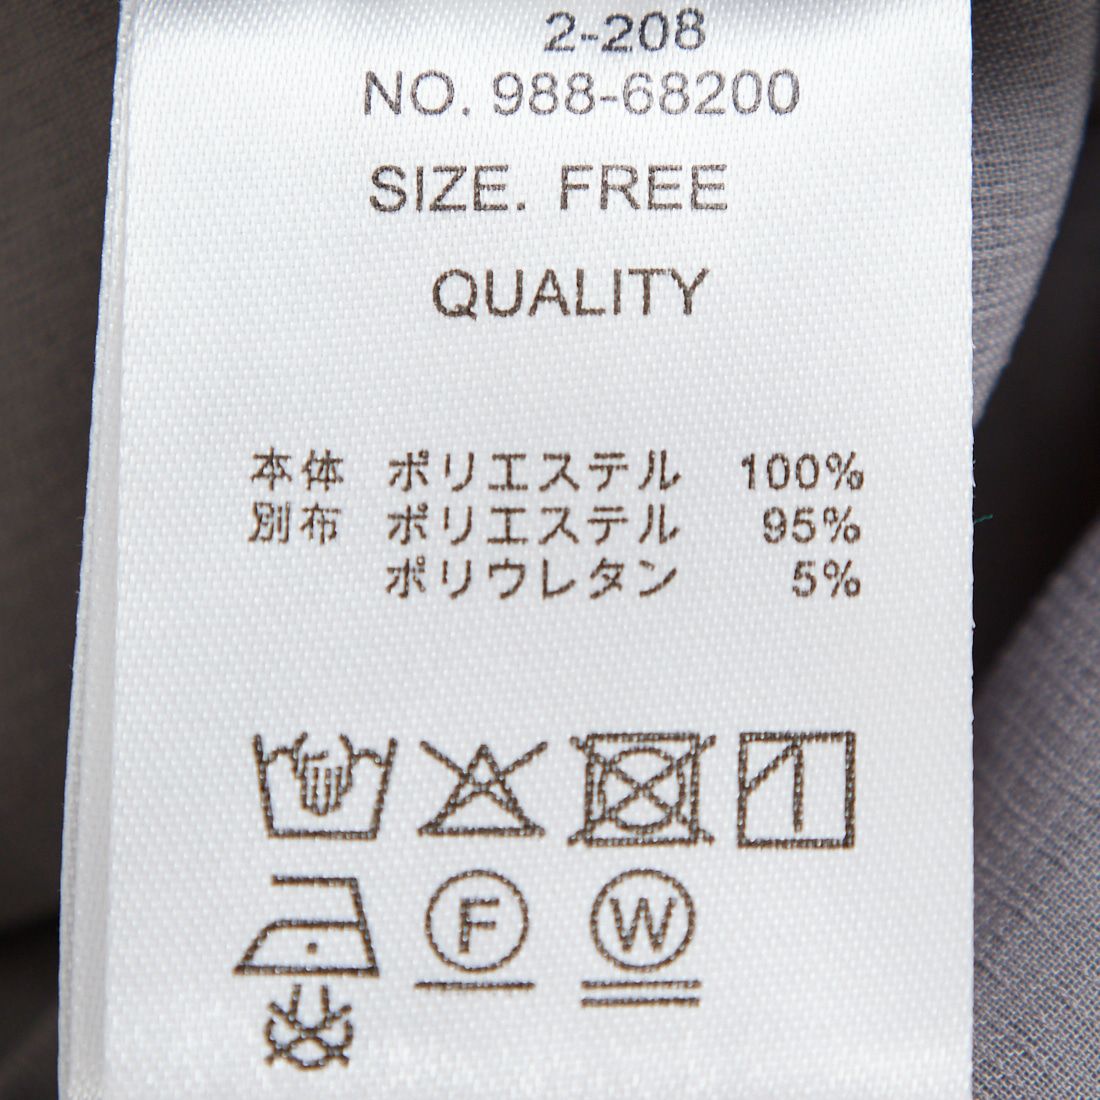 2-208
NO. 988-68200
SIZE. FREE
QUALITY
本体 ポリエステル 100%
別布 ポリエステル 95%
ポリウレタン 5%
F
W